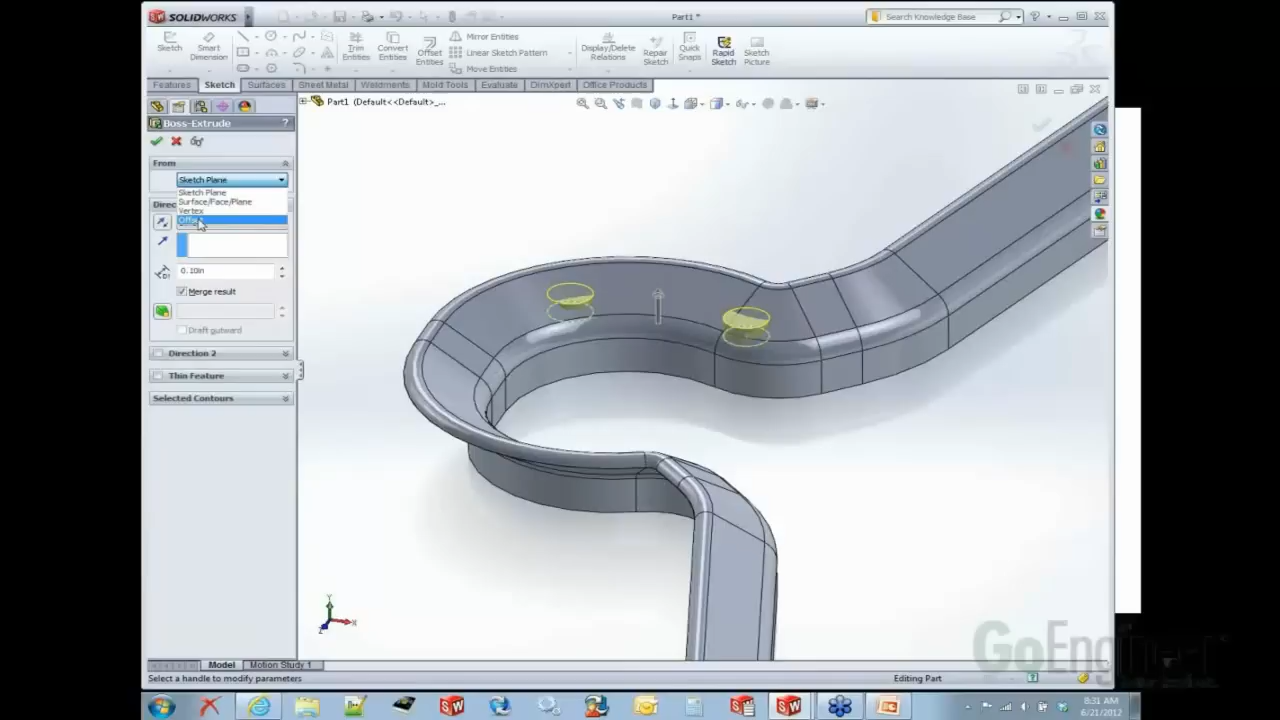 SOLIDWORKS
Part1 *
Search Knowledge Base
Sketch
Smart Dimension
Trim Entities
Convert Entities
Offset Entities
Mirror Entities
Linear Sketch Pattern
Move Entities
Display/Delete Relations
Repair Sketch
Quick Snaps
Rapid Sketch
Sketch Picture
Features
Sketch
Surfaces
Sheet Metal
Weldments
Mold Tools
Evaluate
DimXpert
Office Products
Part1 (Default<<Default>_...
Boss-Extrude
?
From
Sketch Plane
Sketch Plane
Surface/Face/Plane
Vertex
Direc
0.10in
Merge result
Draft outward
Direction 2
Thin Feature
Selected Contours
Y
X
Z
GoEngineer
Model
Motion Study 1
Select a handle to modify parameters
Editing Part
8:31 AM
6/21/2012